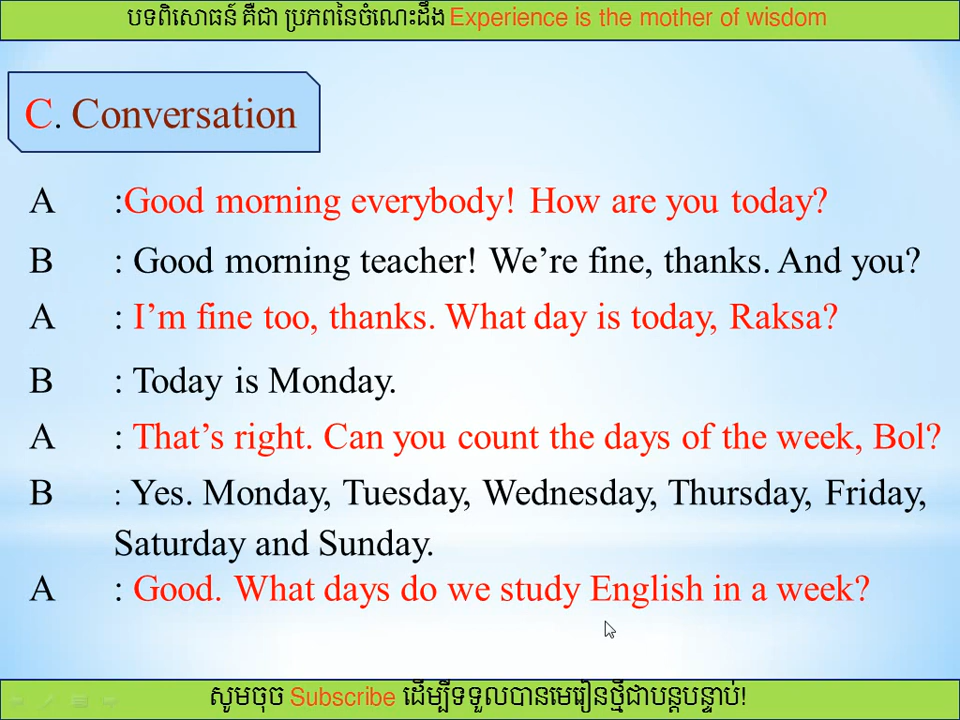 បទពិសោធន៍ គឺជា ប្រភពនៃចំណេះដឹង Experience is the mother of wisdom
C. Conversation
A :Good morning everybody! How are you today?
B : Good morning teacher! We’re fine, thanks. And you?
A : I’m fine too, thanks. What day is today, Raksa?
B : Today is Monday.
A : That’s right. Can you count the days of the week, Bol?
B : Yes. Monday, Tuesday, Wednesday, Thursday, Friday,
Saturday and Sunday.
A : Good. What days do we study English in a week?
សូមចុច Subscribe ដើម្បីទទួលបានមេរៀនថ្មីជាបន្តបន្ទាប់!